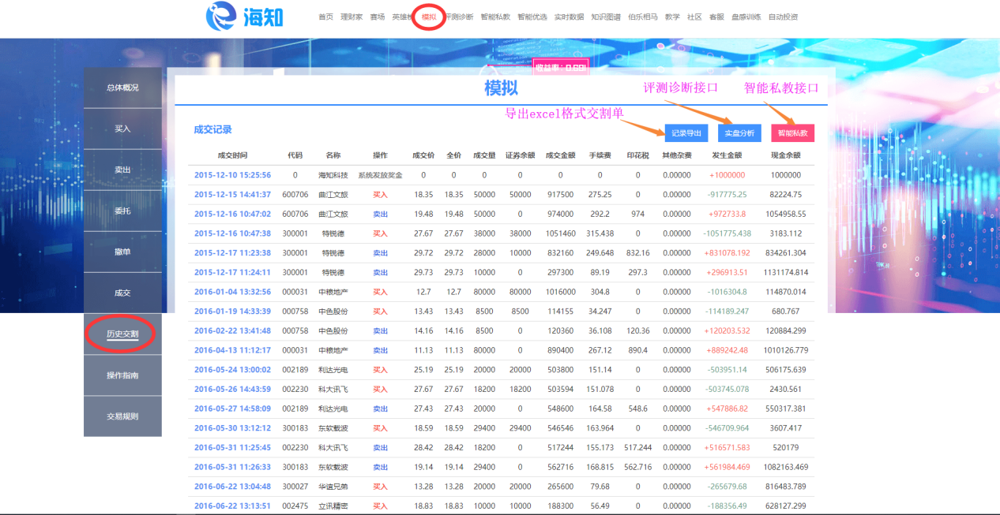 海知
首页 理财家 赛场 英雄榜 模拟 评测诊断 智能私教 智能优选 实时数据 知识图谱 伯乐相马 教学 社区 客服 盘感训练 自动投资
收益率：0.681
总体概况
买入
卖出
委托
撤单
成交
历史交割
操作指南
交易规则
模拟
评测诊断接口 智能私教接口
导出excel格式交割单
成交记录
记录导出 实盘分析 智能私教
成交时间 代码 名称 操作 成交价 全价 成交量 证券余额 成交金额 手续费 印花税 其他杂费 发生金额 现金余额
2015-12-10 15:25:56 0 海知科技 系统发放奖金 0 0 0 0 0 0 0 0.00000 +1000000 1000000
2015-12-15 14:41:37 600706 曲江文旅 买入 18.35 18.35 50000 50000 917500 275.25 0 0.00000 -917775.25 82224.75
2015-12-16 10:47:02 600706 曲江文旅 卖出 19.48 19.48 50000 0 974000 292.2 974 0.00000 +972733.8 1054958.55
2015-12-16 10:47:38 300001 特锐德 买入 27.67 27.67 38000 38000 1051460 315.438 0 0.00000 -1051775.438 3183.112
2015-12-17 11:23:38 300001 特锐德 卖出 29.72 29.72 28000 10000 832160 249.648 832.16 0.00000 +831078.192 834261.304
2015-12-17 11:24:11 300001 特锐德 卖出 29.73 29.73 10000 0 297300 89.19 297.3 0.00000 +296913.51 1131174.814
2016-01-04 13:32:56 000031 中粮地产 买入 12.7 12.7 80000 80000 1016000 304.8 0 0.00000 -1016304.8 114870.014
2016-01-19 14:33:39 000758 中色股份 买入 13.43 13.43 8500 8500 114155 34.247 0 0.00000 -114189.247 680.767
2016-02-22 13:41:48 000758 中色股份 卖出 14.16 14.16 8500 0 120360 36.108 120.36 0.00000 +120203.532 120884.299
2016-04-13 11:12:17 000031 中粮地产 卖出 11.13 11.13 80000 0 890400 267.12 890.4 0.00000 +889242.48 1010126.779
2016-05-24 13:00:02 002189 利达光电 买入 25.19 25.19 20000 20000 503800 151.14 0 0.00000 -503951.14 506175.639
2016-05-26 14:43:59 002230 科大讯飞 买入 27.67 27.67 18200 18200 503594 151.078 0 0.00000 -503745.078 2430.561
2016-05-27 14:58:09 002189 利达光电 卖出 27.43 27.43 20000 0 548600 164.58 548.6 0.00000 +547886.82 550317.381
2016-05-30 13:12:12 300183 东软载波 买入 18.59 18.59 29400 29400 546546 163.964 0 0.00000 -546709.964 3607.417
2016-05-31 11:25:45 002230 科大讯飞 卖出 28.42 28.42 18200 0 517244 155.173 517.244 0.00000 +516571.583 520179
2016-05-31 11:26:33 300183 东软载波 卖出 19.14 19.14 29400 0 562716 168.815 562.716 0.00000 +561984.469 1082163.469
2016-06-22 13:04:48 300027 华谊兄弟 买入 13.28 13.28 20000 20000 265600 79.68 0 0.00000 -265679.68 816483.789
2016-06-22 13:13:51 002475 立讯精密 买入 18.83 18.83 10000 10000 188300 56.49 0 0.00000 -188356.49 628127.299